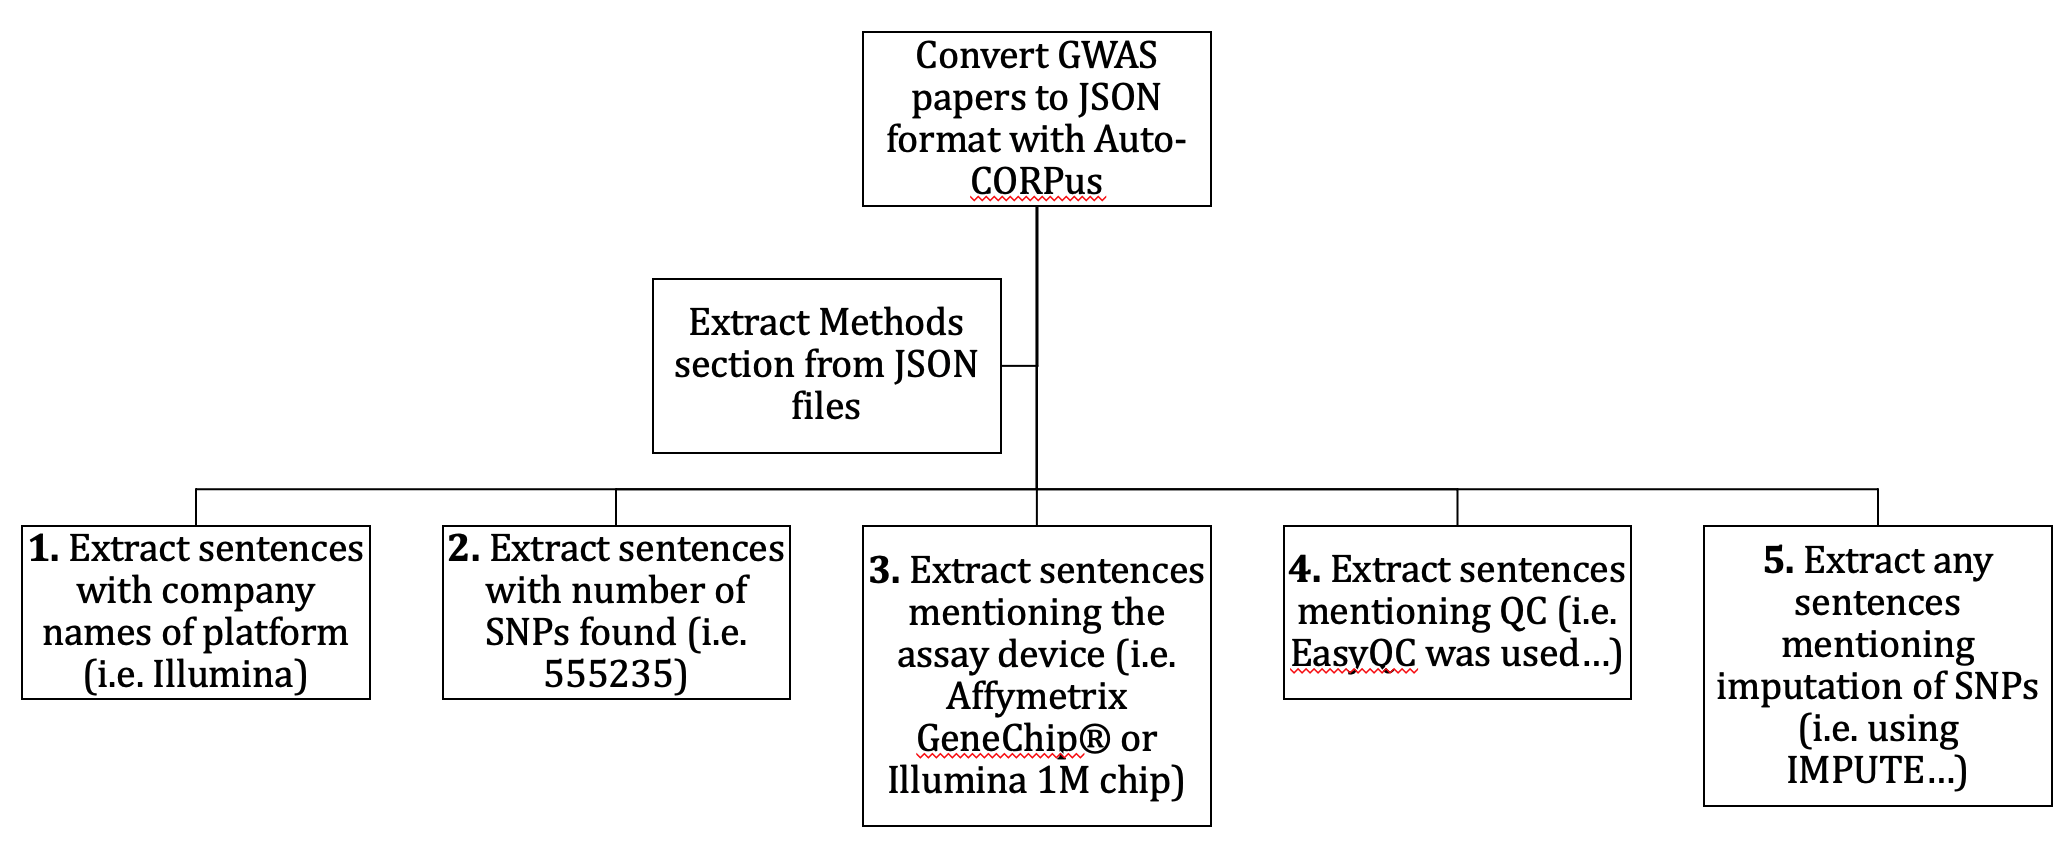 Convert GWAS
papers to JSON
format with Auto-
CORPus
Extract Methods
section from JSON
files
1. Extract sentences
with company
names of platform
(i.e. Illumina)
2. Extract sentences
with number of
SNPs found (i.e.
555235)
3. Extract sentences
mentioning the
assay device (i.e.
Affymetrix
GeneChip® or
Illumina 1M chip)
4. Extract sentences
mentioning QC (i.e.
EasyQC was used...)
5. Extract any
sentences
mentioning
imputation of SNPs
(i.e. using
IMPUTE...)